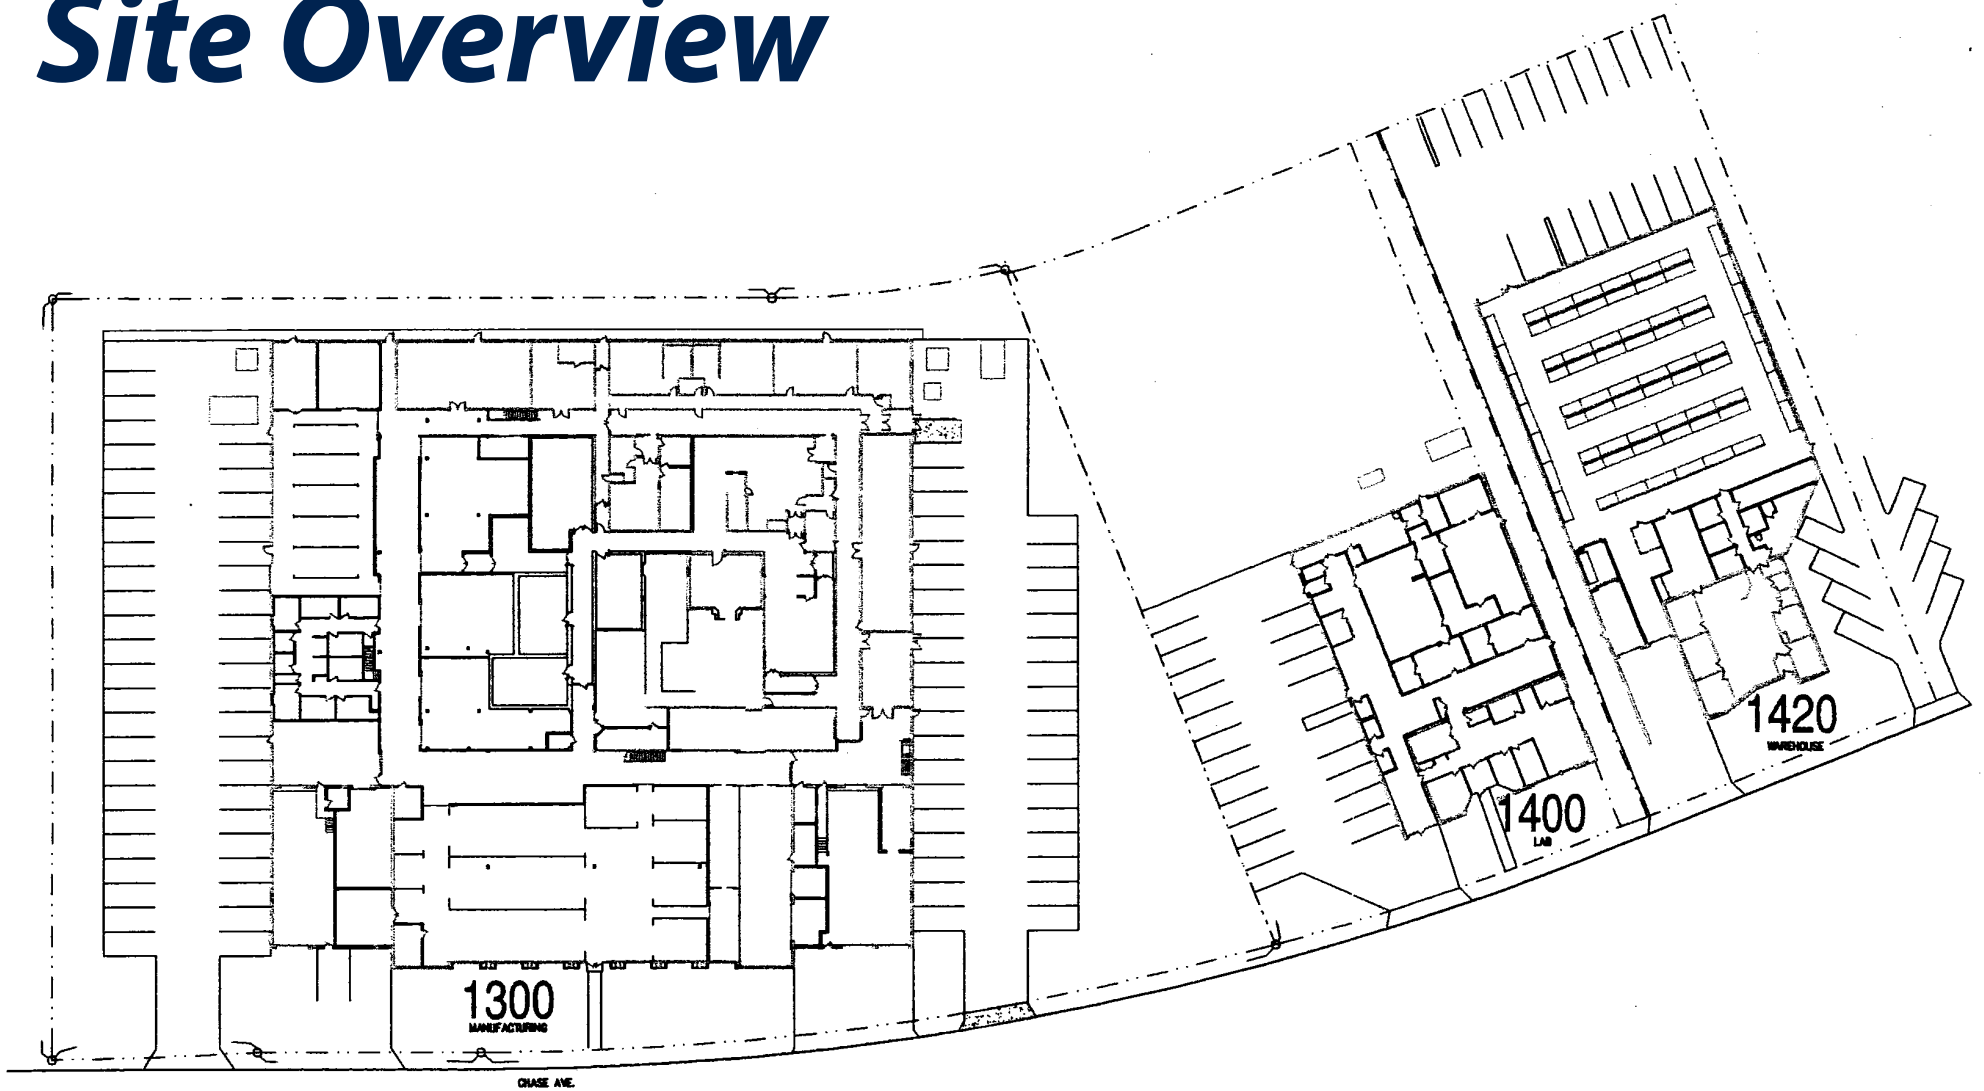 Site Overview
1420
WAREHOUSE
1400
LAB
1300
MANUFACTURING
CHASE AVE.